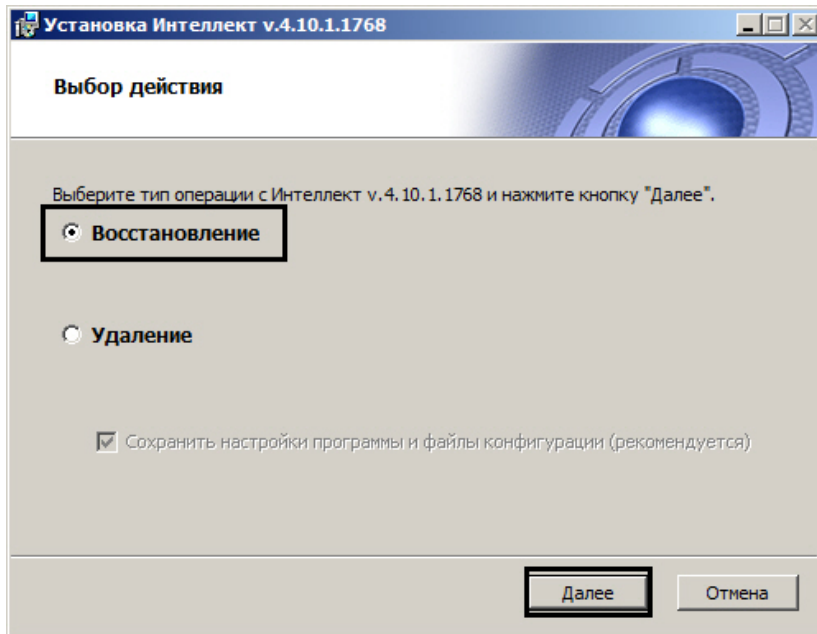 Установка Интеллект v.4.10.1.1768
Выбор действия
Выберите тип операции с Интеллект v.4.10.1.1768 и нажмите кнопку "Далее".
Восстановление
Удаление
Сохранить настройки программы и файлы конфигурации (рекомендуется)
Далее
Отмена